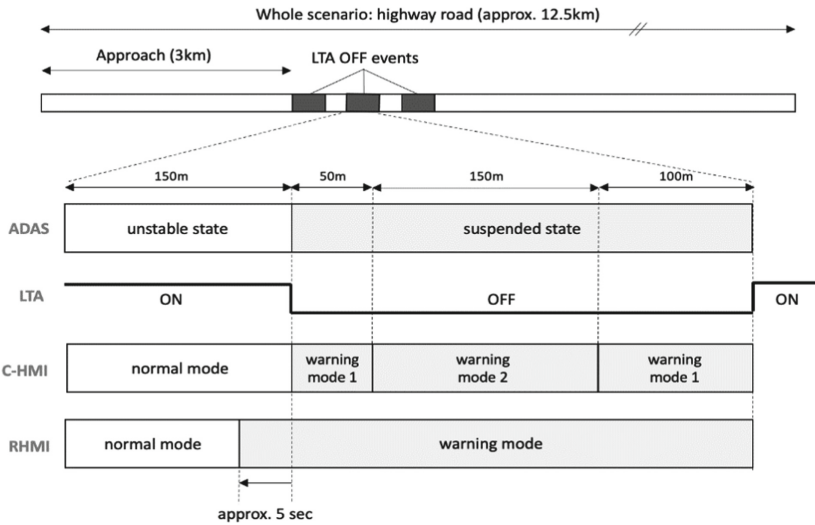 Whole scenario: highway road (approx. 12.5km)
Approach (3km)
LTA OFF events
150m
50m
150m
100m
ADAS
unstable state
suspended state
LTA
ON
OFF
ON
C-HMI
normal mode
warning
mode 1
warning
mode 2
warning
mode 1
RHMI
normal mode
warning mode
approx. 5 sec